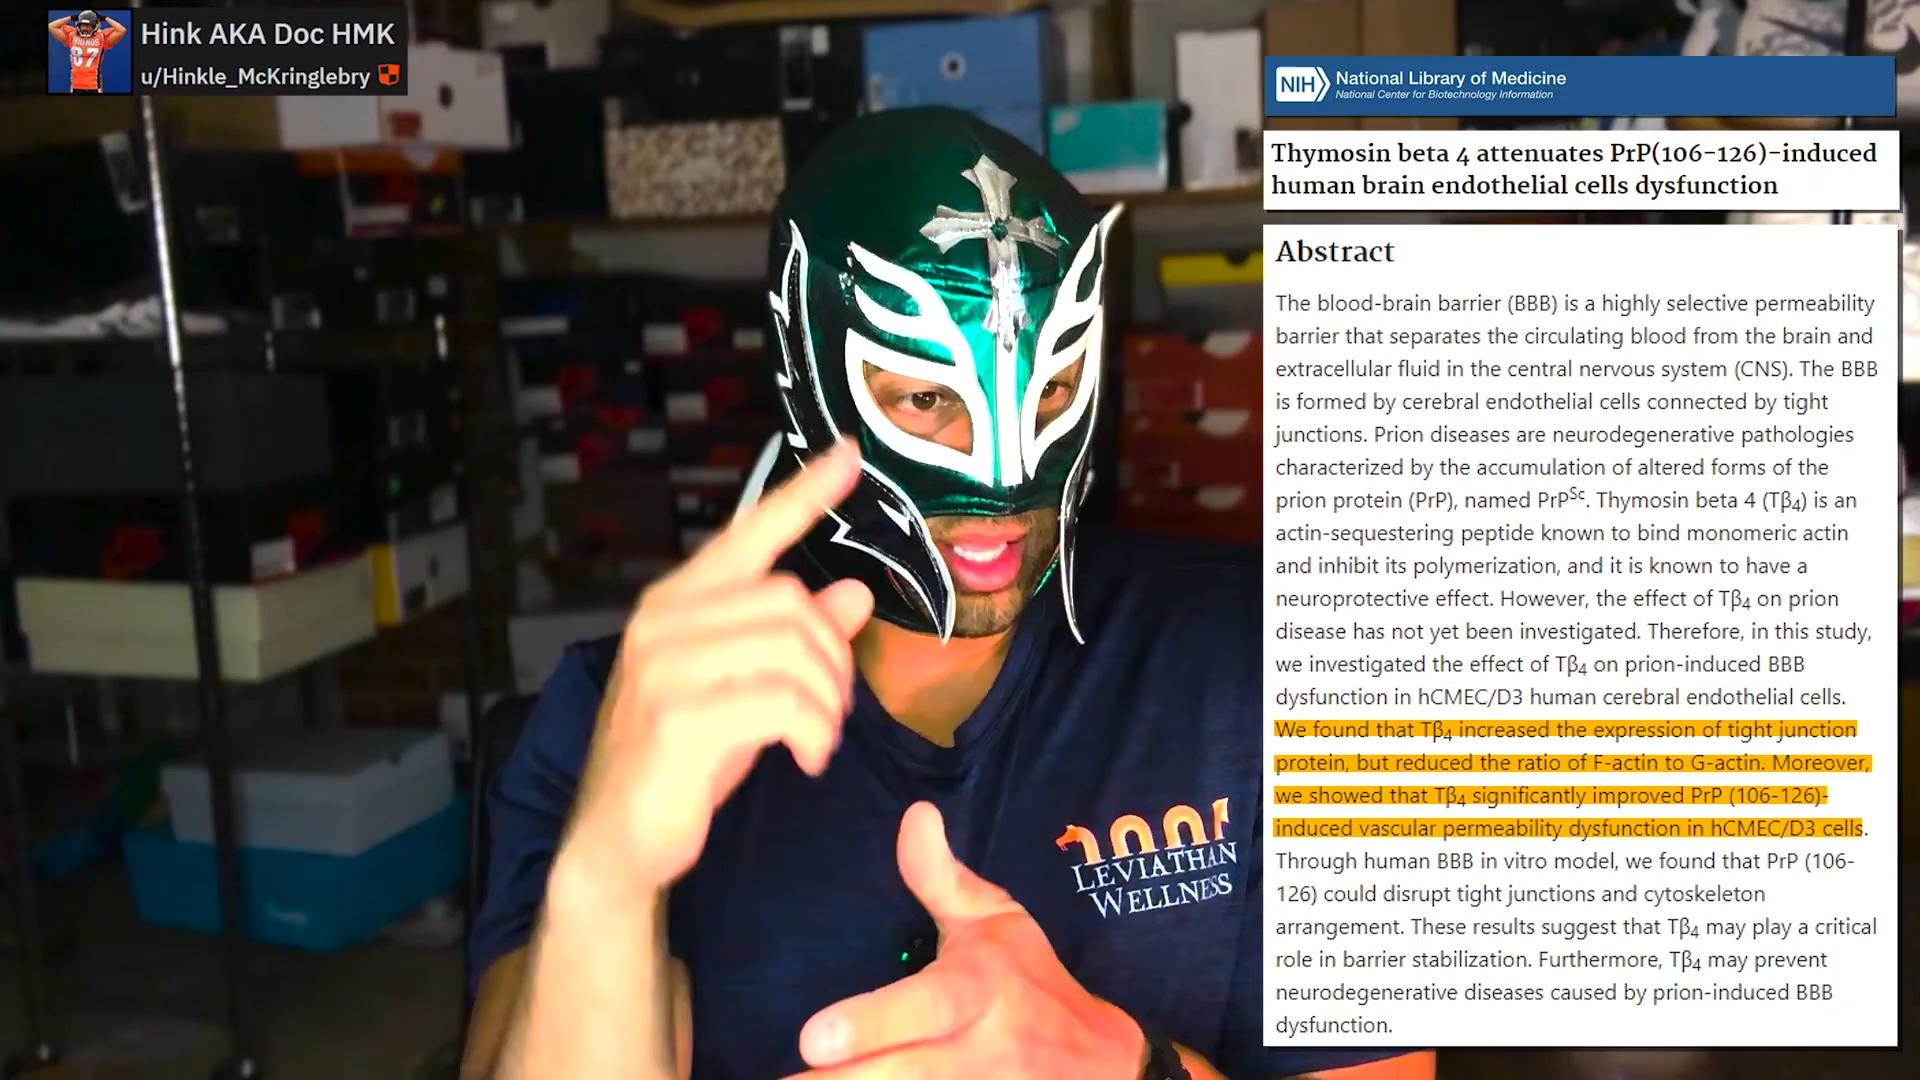 Hink AKA Doc HMK
u/Hinkle_McKringlebry
NIH National Library of Medicine
National Center for Biotechnology Information
Thymosin beta 4 attenuates PrP(106-126)-induced
human brain endothelial cells dysfunction
Abstract
The blood-brain barrier (BBB) is a highly selective permeability
barrier that separates the circulating blood from the brain and
extracellular fluid in the central nervous system (CNS). The BBB
is formed by cerebral endothelial cells connected by tight
junctions. Prion diseases are neurodegenerative pathologies
characterized by the accumulation of altered forms of the
prion protein (PrP), named PrPSc. Thymosin beta 4 (Tβ4) is an
actin-sequestering peptide known to bind monomeric actin
and inhibit its polymerization, and it is known to have a
neuroprotective effect. However, the effect of Tβ4 on prion
disease has not yet been investigated. Therefore, in this study,
we investigated the effect of Tβ4 on prion-induced BBB
dysfunction in hCMEC/D3 human cerebral endothelial cells.
We found that Tβ4 increased the expression of tight junction
protein, but reduced the ratio of F-actin to G-actin. Moreover,
we showed that Tβ4 significantly improved PrP (106-126)-
induced vascular permeability dysfunction in hCMEC/D3 cells.
Through human BBB in vitro model, we found that PrP (106-
126) could disrupt tight junctions and cytoskeleton
arrangement. These results suggest that Tβ4 may play a critical
role in barrier stabilization. Furthermore, Tβ4 may prevent
neurodegenerative diseases caused by prion-induced BBB
dysfunction.
LEVIATHAN
WELLNESS